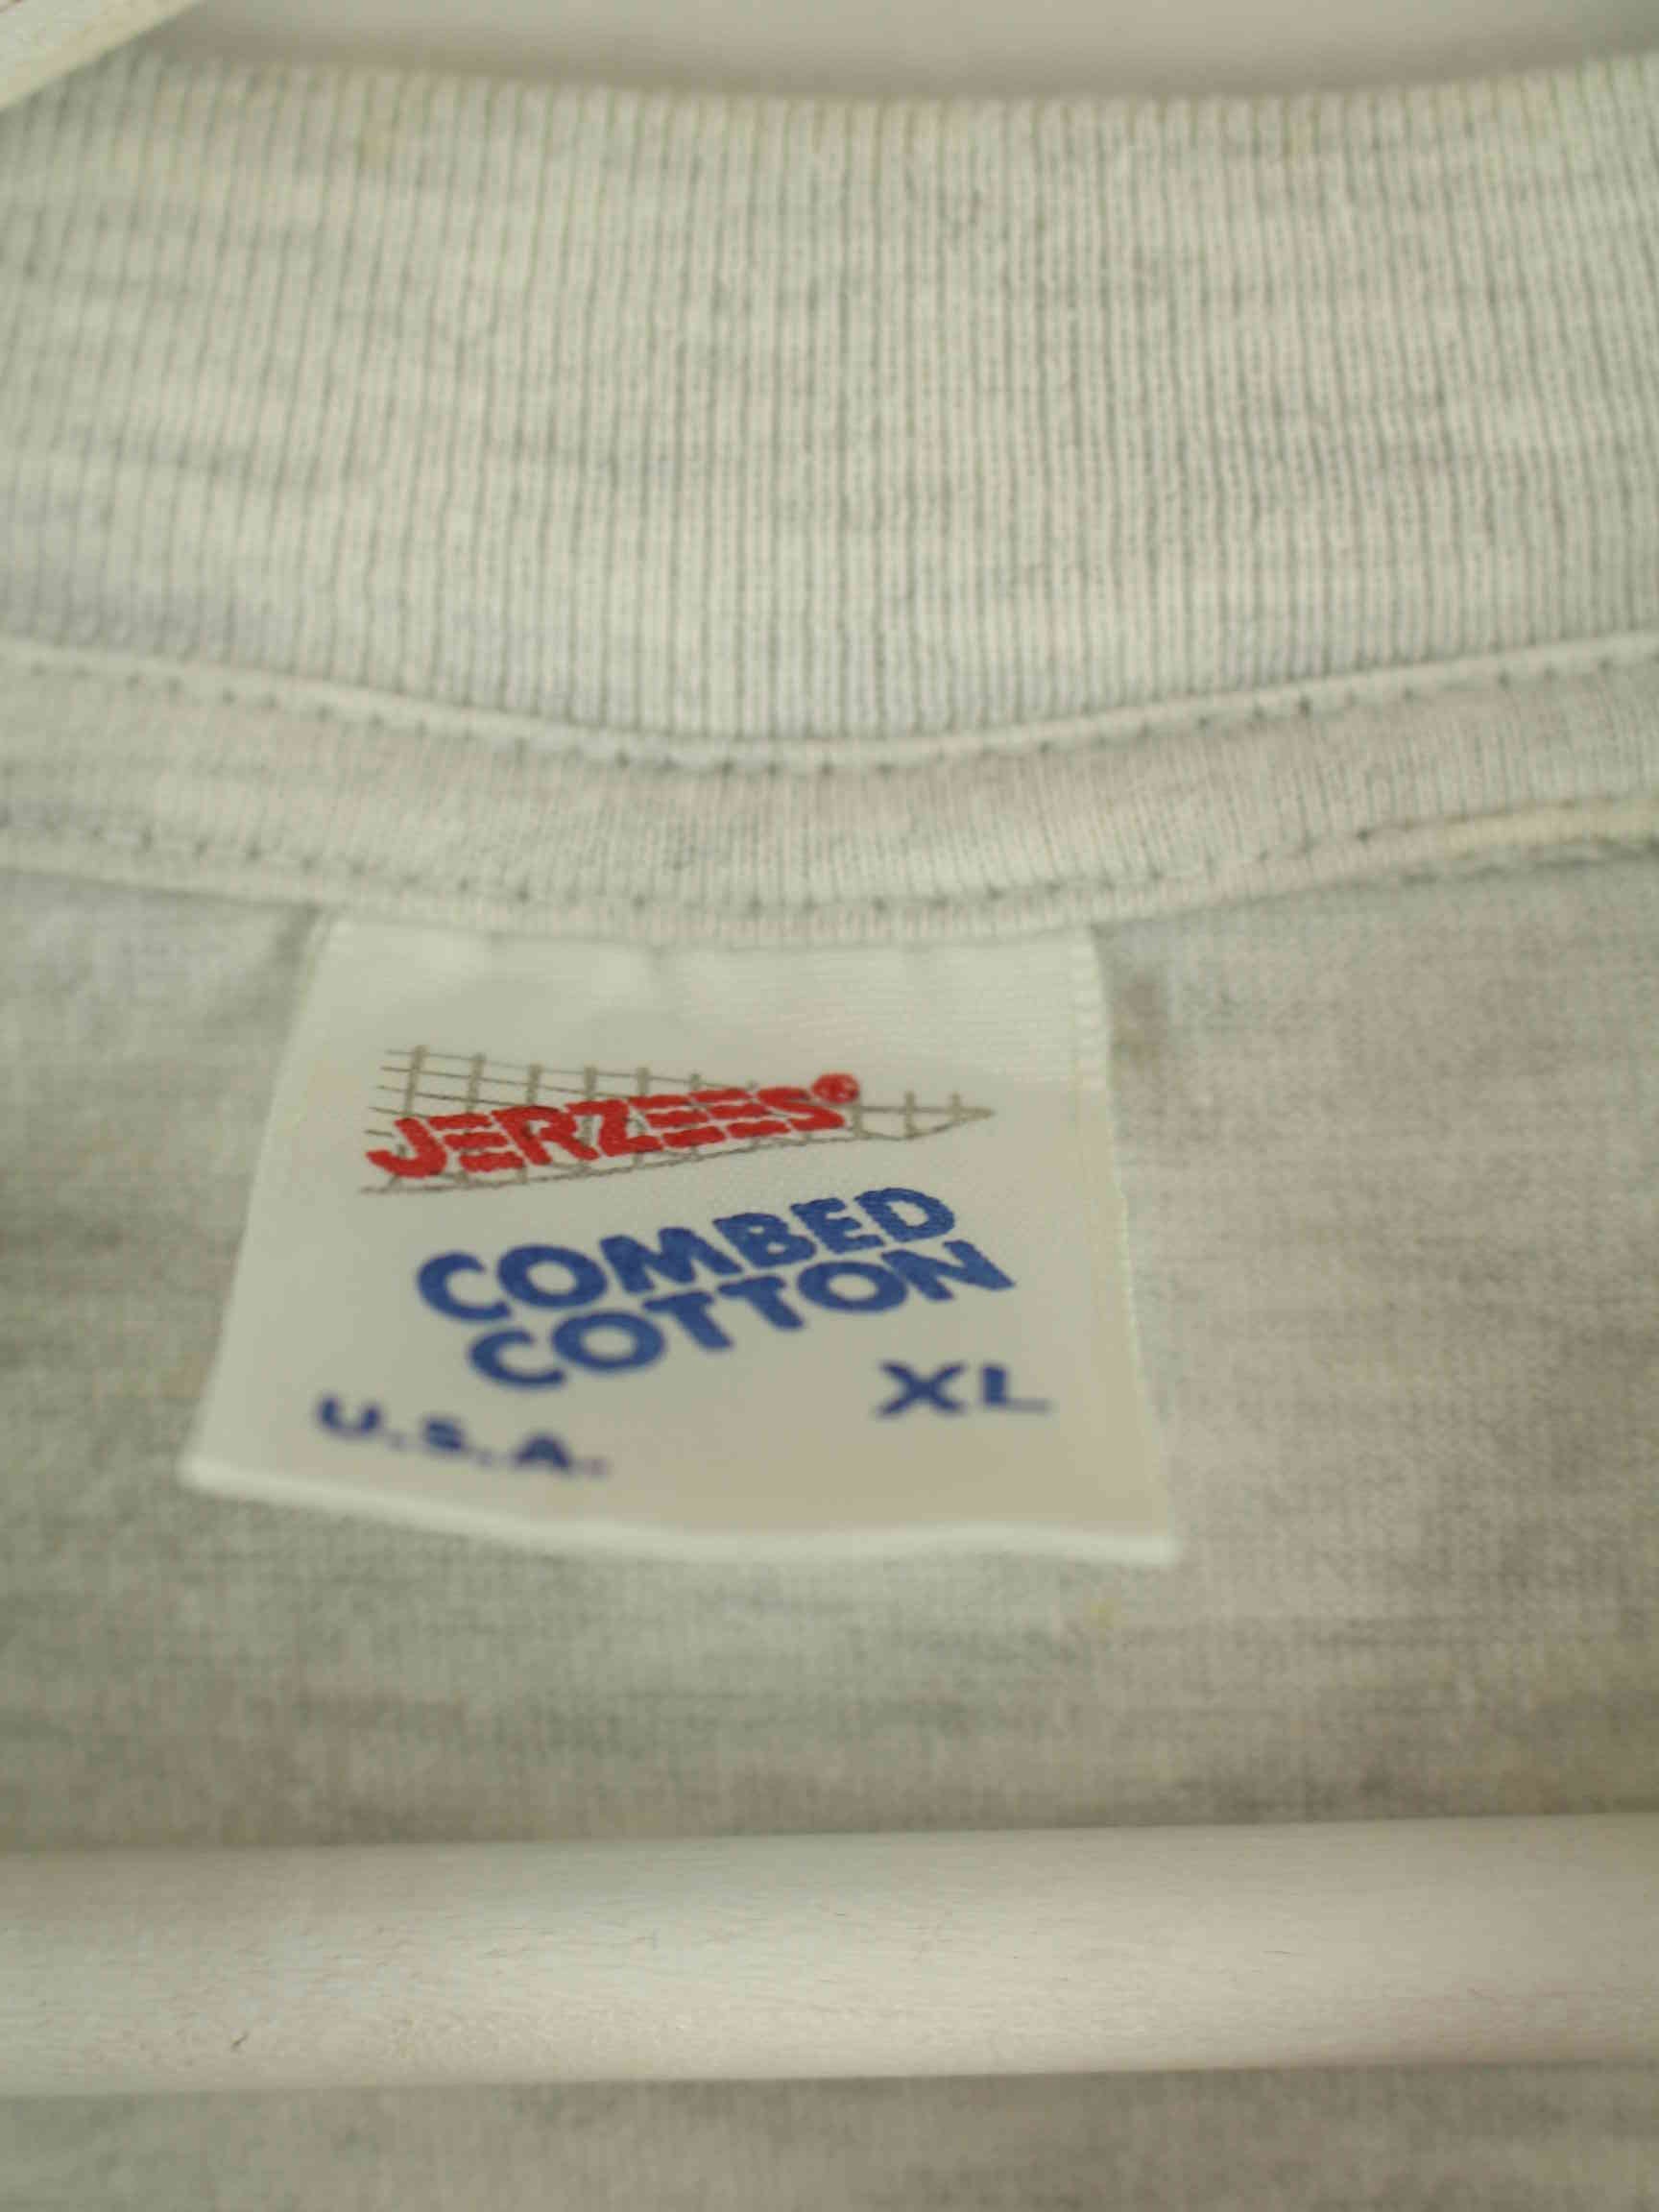 JERZEES®
COMBED
COTTON
XL
U.S.A.